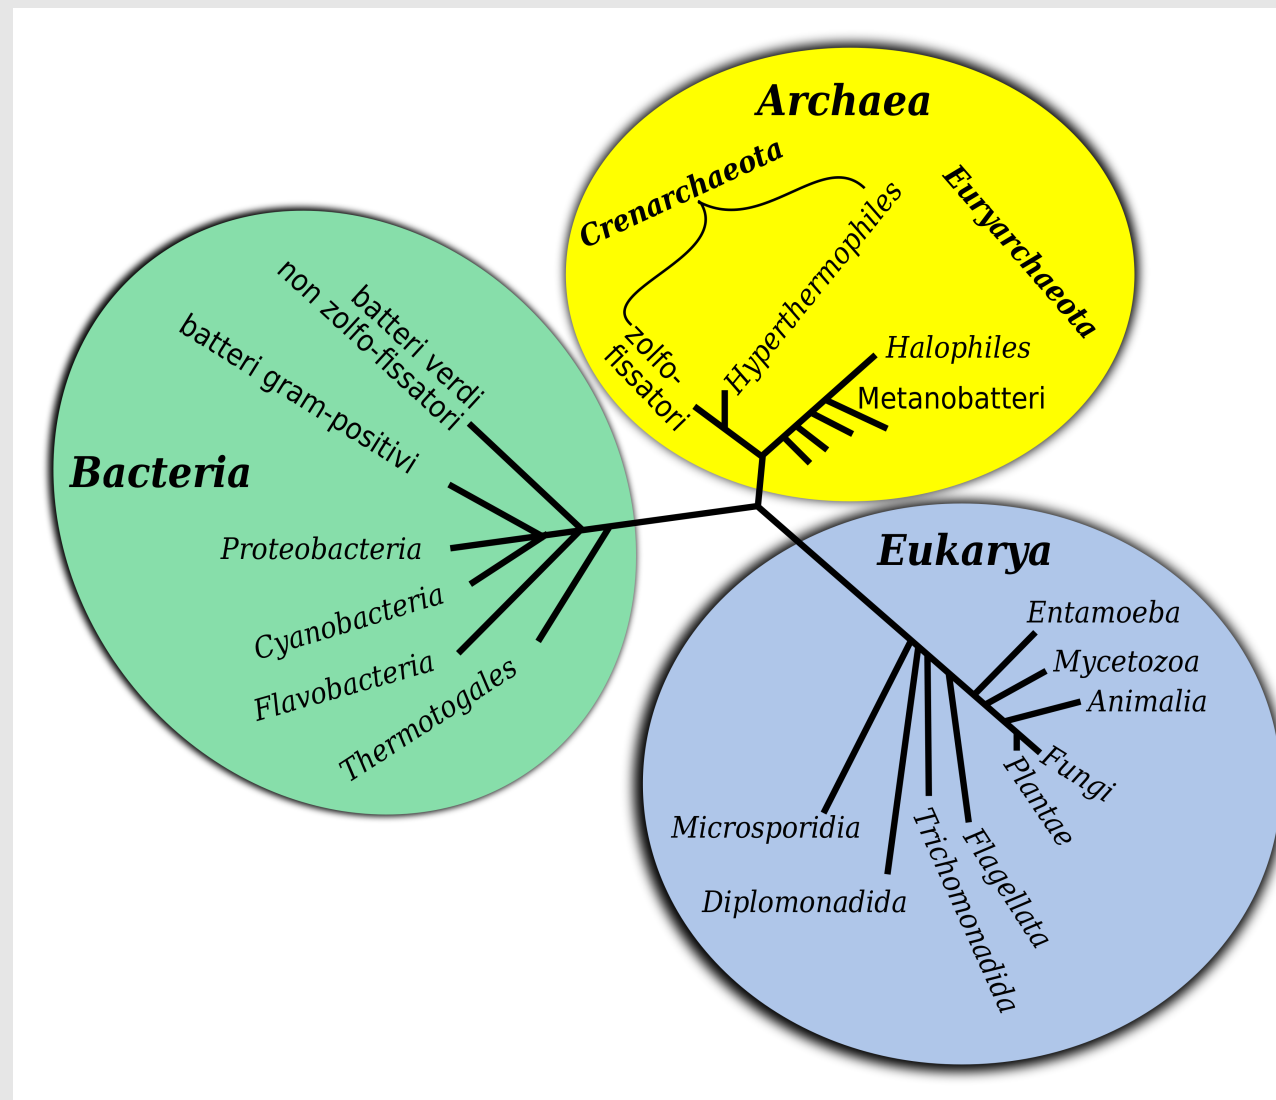 Archaea
Crenarchaeota
Euryarchaeota
Hyperthermophiles
zolfo-
fissatori
Halophiles
Metanobatteri
Bacteria
batteri verdi
non zolfo-fissatori
batteri gram-positivi
Proteobacteria
Cyanobacteria
Flavobacteria
Thermotogales
Eukarya
Entamoeba
Mycetozoa
Animalia
Fungi
Plantae
Flagellata
Trichomonadida
Microsporidia
Diplomonadida